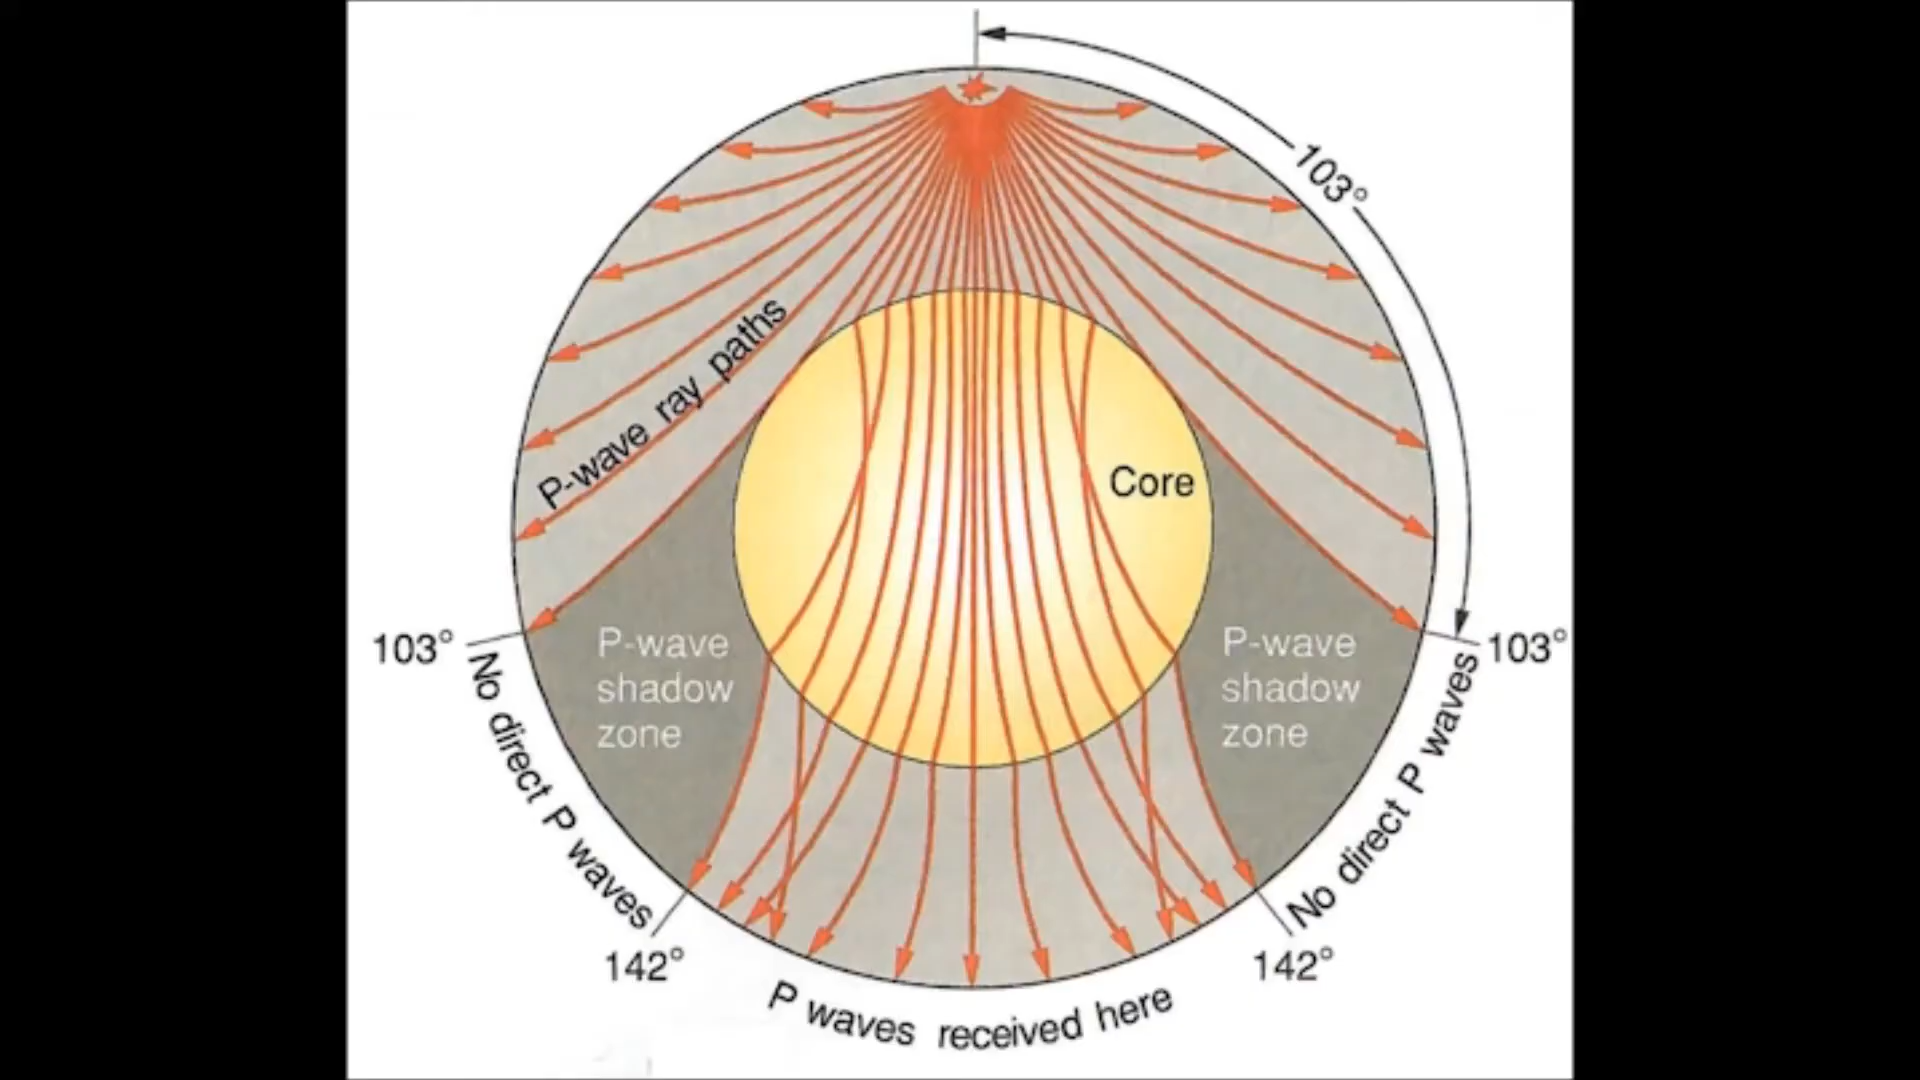 103°
P-wave ray paths
Core
P-wave
shadow
zone
P-wave
shadow
zone
103°
103°
No direct P waves
No direct P waves
142°
142°
P waves received here